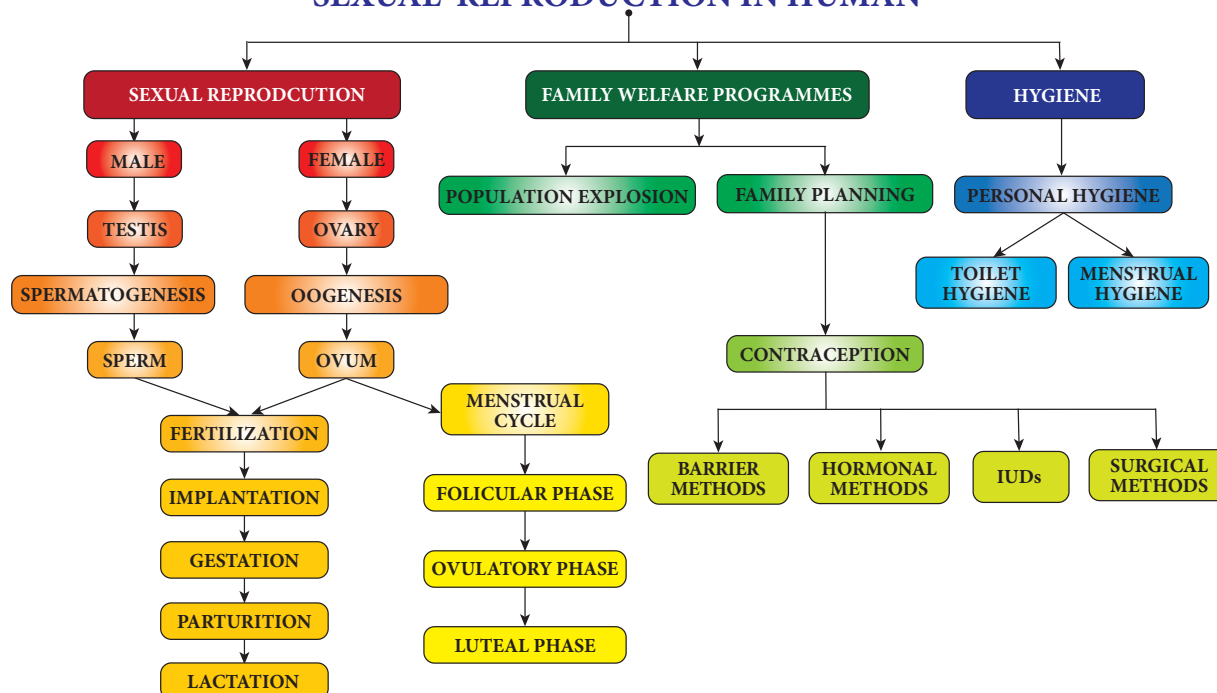 SEXUAL REPRODUCTION IN HUMAN
SEXUAL REPRODCUTION
FAMILY WELFARE PROGRAMMES
HYGIENE
MALE
FEMALE
POPULATION EXPLOSION
FAMILY PLANNING
PERSONAL HYGIENE
TESTIS
OVARY
TOILET
HYGIENE
MENSTRUAL
HYGIENE
SPERMATOGENESIS
OOGENESIS
SPERM
OVUM
CONTRACEPTION
MENSTRUAL
CYCLE
FERTILIZATION
BARRIER
METHODS
HORMONAL
METHODS
IUDs
SURGICAL
METHODS
IMPLANTATION
FOLICULAR PHASE
GESTATION
OVULATORY PHASE
PARTURITION
LUTEAL PHASE
LACTATION